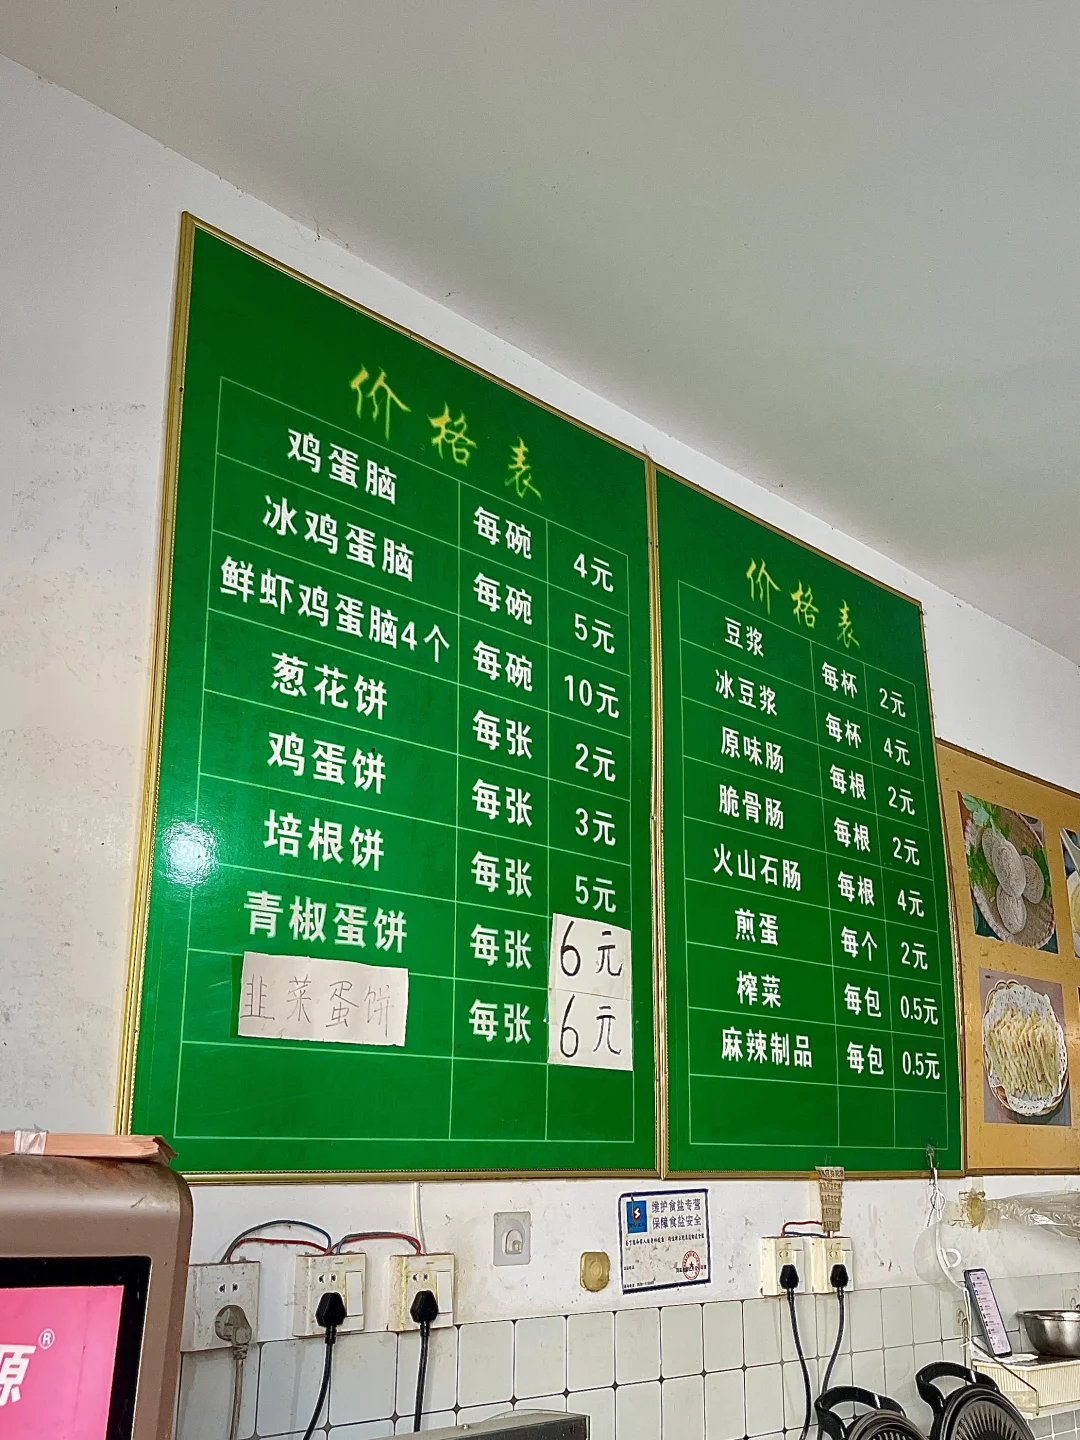 价格表
鸡蛋脑 每碗 4元
冰鸡蛋脑 每碗 5元
鲜虾鸡蛋脑4个 每碗 10元
葱花饼 每张 2元
鸡蛋饼 每张 3元
培根饼 每张 5元
青椒蛋饼 每张 6元
韭菜蛋饼 每张 6元
价格表
豆浆 每杯 2元
冰豆浆 每杯 4元
原味肠 每根 2元
脆骨肠 每根 2元
火山石肠 每根 4元
煎蛋 每个 2元
榨菜 每包 0.5元
麻辣制品 每包 0.5元
维护食盐专营
保障食盐安全
源®